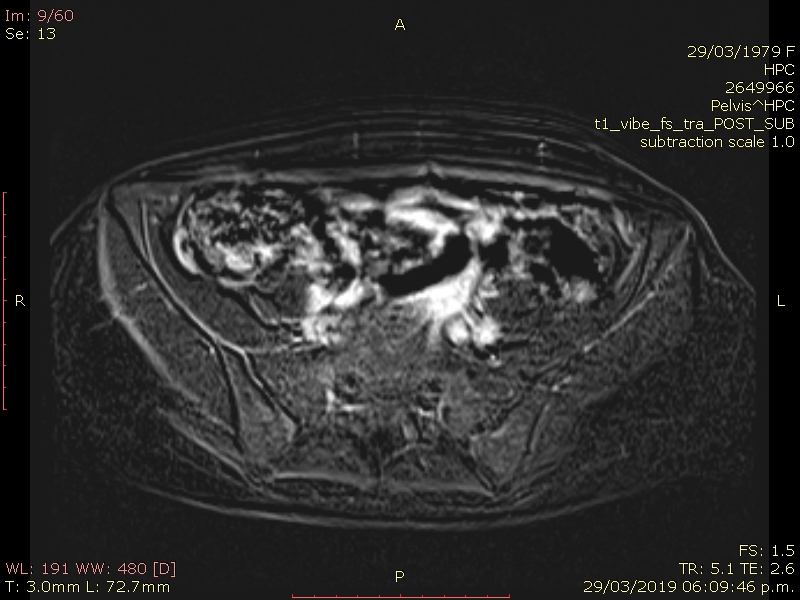 Im: 9/60
Se: 13
A
29/03/1979 F
HPC
2649966
Pelvis^HPC
t1_vibe_fs_tra_POST_SUB
subtraction scale 1.0
R
L
WL: 191 WW: 480 [D]
T: 3.0mm L: 72.7mm
P
FS: 1.5
TR: 5.1 TE: 2.6
29/03/2019 06:09:46 p.m.